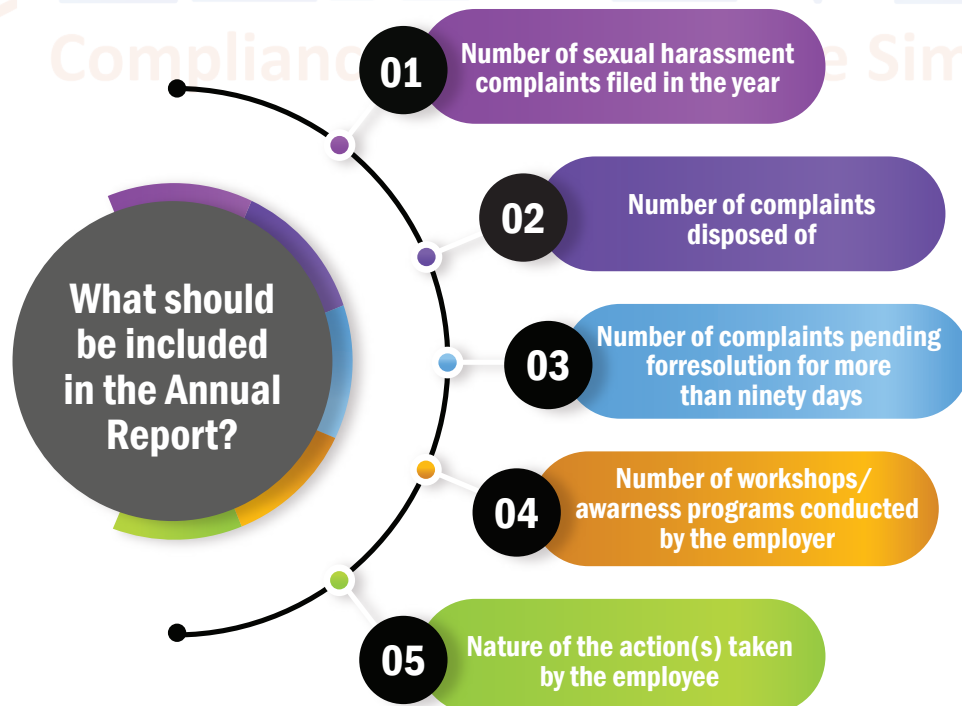 What should
be included
in the Annual
Report?
01
Number of sexual harassment
complaints filed in the year
02
Number of complaints
disposed of
03
Number of complaints pending
forresolution for more
than ninety days
04
Number of workshops/
awarness programs conducted
by the employer
05
Nature of the action(s) taken
by the employee